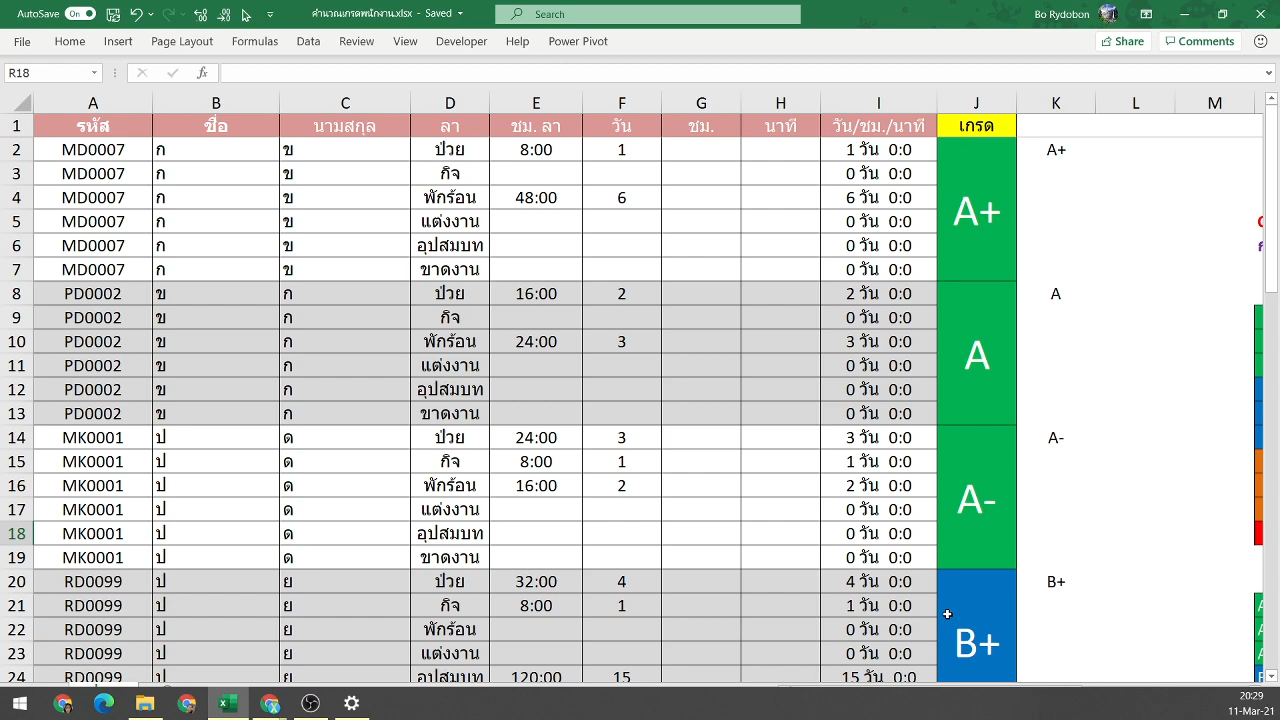 AutoSave On คำนวณเกรดพนักงาน.xlsx - Saved Search Bo Rydobon
File Home Insert Page Layout Formulas Data Review View Developer Help Power Pivot Share Comments
R18 fx
A B C D E F G H I J K L M
1 รหัส ชื่อ นามสกุล ลา ชม. ลา วัน ชม. นาที วัน/ชม./นาที เกรด
2 MD0007 ก ข ป่วย 8:00 1 1 วัน 0:0 A+
3 MD0007 ก ข กิจ 0 วัน 0:0
4 MD0007 ก ข พักร้อน 48:00 6 6 วัน 0:0 A+
5 MD0007 ก ข แต่งงาน 0 วัน 0:0
6 MD0007 ก ข อุปสมบท 0 วัน 0:0
7 MD0007 ก ข ขาดงาน 0 วัน 0:0
8 PD0002 ข ก ป่วย 16:00 2 2 วัน 0:0 A
9 PD0002 ข ก กิจ 0 วัน 0:0
10 PD0002 ข ก พักร้อน 24:00 3 3 วัน 0:0 A
11 PD0002 ข ก แต่งงาน 0 วัน 0:0
12 PD0002 ข ก อุปสมบท 0 วัน 0:0
13 PD0002 ข ก ขาดงาน 0 วัน 0:0
14 MK0001 ป ด ป่วย 24:00 3 3 วัน 0:0 A-
15 MK0001 ป ด กิจ 8:00 1 1 วัน 0:0
16 MK0001 ป ด พักร้อน 16:00 2 2 วัน 0:0 A-
17 MK0001 ป ด แต่งงาน 0 วัน 0:0
18 MK0001 ป ด อุปสมบท 0 วัน 0:0
19 MK0001 ป ด ขาดงาน 0 วัน 0:0
20 RD0099 ป ย ป่วย 32:00 4 4 วัน 0:0 B+
21 RD0099 ป ย กิจ 8:00 1 1 วัน 0:0
22 RD0099 ป ย พักร้อน 0 วัน 0:0 B+
23 RD0099 ป ย แต่งงาน 0 วัน 0:0
24 RD0099 ป ย อุปสมบท 120:00 15 15 วัน 0:0
20:29
11-Mar-21